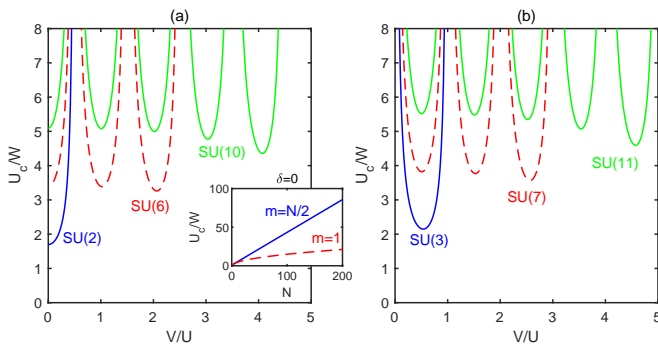 (a)
8
7
6
5
4
3
2
1
0
U_c/W
SU(10)
SU(6)
SU(2)
0 1 2 3 4 5
V/U
δ=0
100
50
0
U_c/W
m=N/2
m=1
0 100 200
N
(b)
8
7
6
5
4
3
2
1
0
U_c/W
SU(11)
SU(7)
SU(3)
0 1 2 3 4 5
V/U